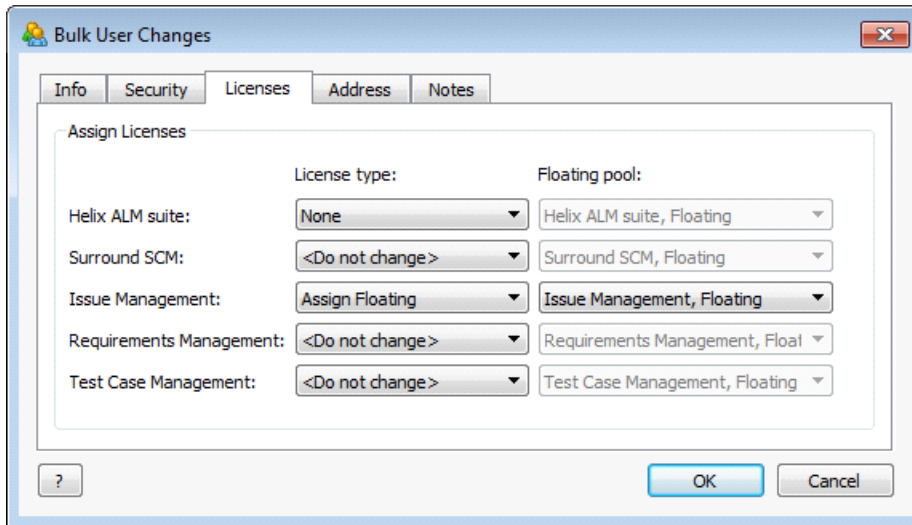 Bulk User Changes
Info Security Licenses Address Notes
Assign Licenses
License type: Floating pool:
Helix ALM suite: None Helix ALM suite, Floating
Surround SCM: <Do not change> Surround SCM, Floating
Issue Management: Assign Floating Issue Management, Floating
Requirements Management: <Do not change> Requirements Management, Float
Test Case Management: <Do not change> Test Case Management, Floating
? OK Cancel